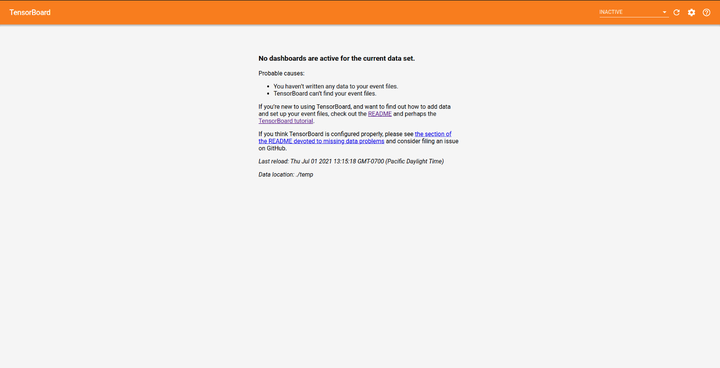 TensorBoard
INACTIVE
No dashboards are active for the current data set.
Probable causes:
• You haven't written any data to your event files.
• TensorBoard can't find your event files.
If you're new to using TensorBoard, and want to find out how to add data
and set up your event files, check out the README and perhaps the
TensorBoard tutorial.
If you think TensorBoard is configured properly, please see the section of
the README devoted to missing data problems and consider filing an issue
on GitHub.
Last reload: Thu Jul 01 2021 13:15:18 GMT-0700 (Pacific Daylight Time)
Data location: ./temp